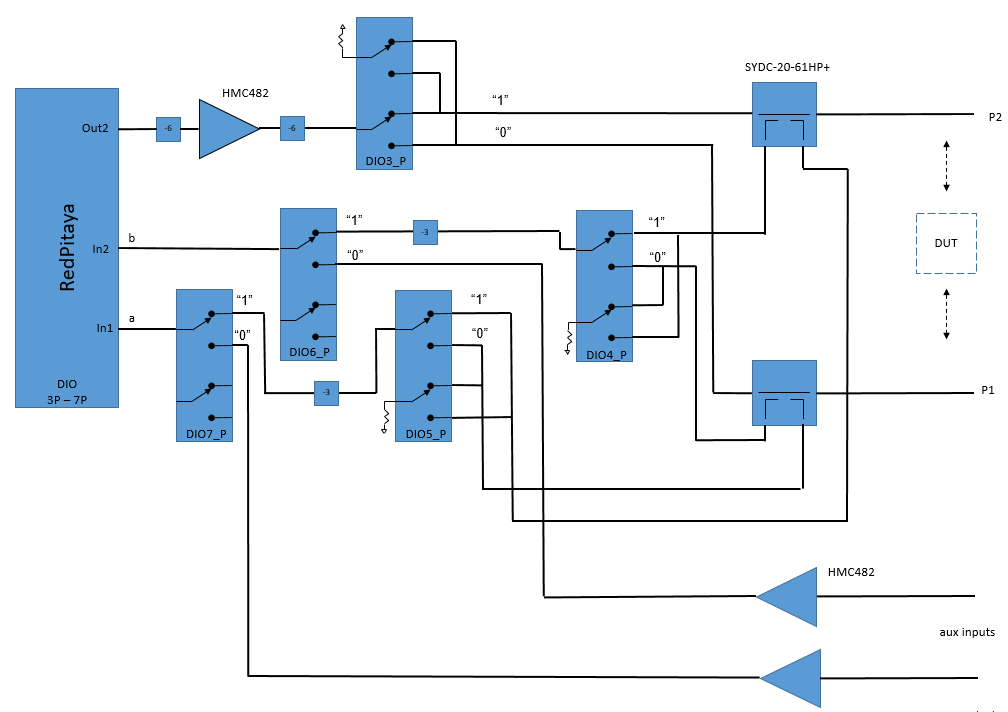 SYDC-20-61HP+
HMC482
Out2
-6
-6
"1"
P2
"0"
DIO3_P
RedPitaya
b
In2
"1"
-3
"0"
"1"
"0"
DUT
a
In1
"1"
"0"
"1"
"0"
DIO6_P
DIO4_P
DIO
3P – 7P
-3
P1
DIO7_P
DIO5_P
HMC482
aux inputs